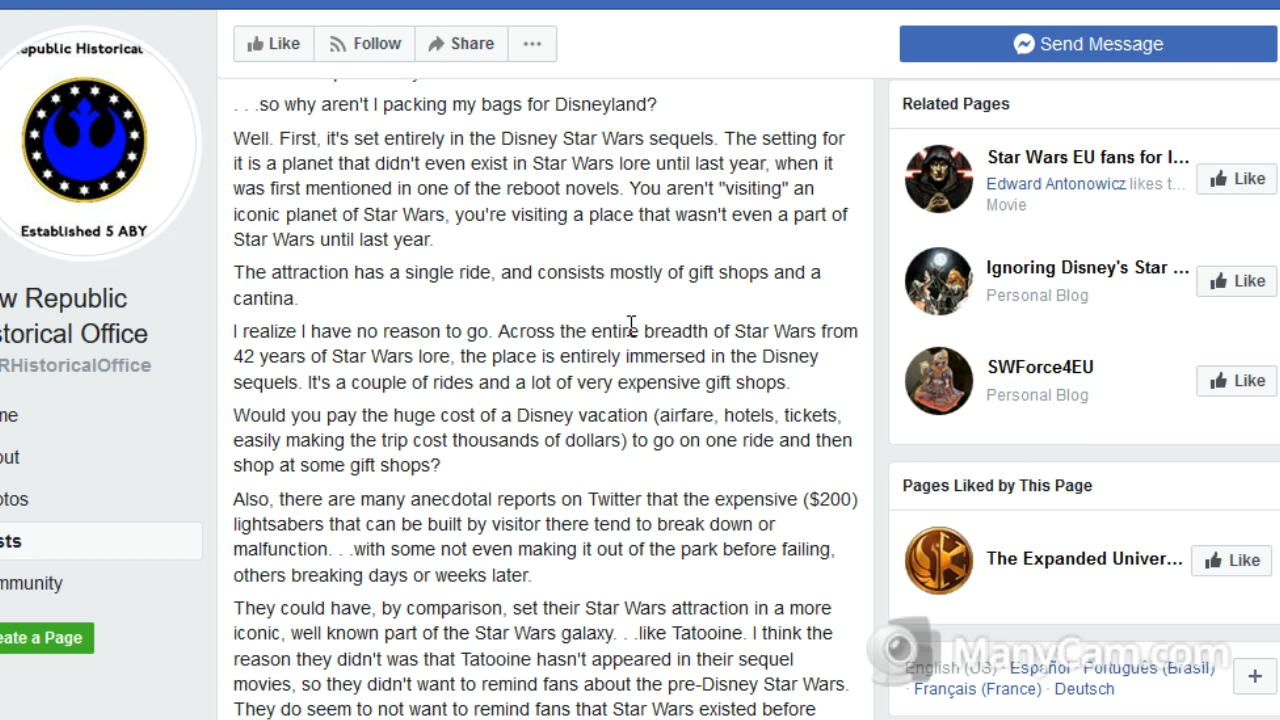 Republic Historical
Established 5 ABY
w Republic
storical Office
RHistoricalOffice
me
out
otos
sts
mmunity
eate a Page
Like
Follow
Share
...
Send Message
. . .so why aren't I packing my bags for Disneyland?
Well. First, it's set entirely in the Disney Star Wars sequels. The setting for
it is a planet that didn't even exist in Star Wars lore until last year, when it
was first mentioned in one of the reboot novels. You aren't "visiting" an
iconic planet of Star Wars, you're visiting a place that wasn't even a part of
Star Wars until last year.
The attraction has a single ride, and consists mostly of gift shops and a
cantina.
I realize I have no reason to go. Across the entire breadth of Star Wars from
42 years of Star Wars lore, the place is entirely immersed in the Disney
sequels. It's a couple of rides and a lot of very expensive gift shops.
Would you pay the huge cost of a Disney vacation (airfare, hotels, tickets,
easily making the trip cost thousands of dollars) to go on one ride and then
shop at some gift shops?
Also, there are many anecdotal reports on Twitter that the expensive ($200)
lightsabers that can be built by visitor there tend to break down or
malfunction. . .with some not even making it out of the park before failing,
others breaking days or weeks later.
They could have, by comparison, set their Star Wars attraction in a more
iconic, well known part of the Star Wars galaxy. . .like Tatooine. I think the
reason they didn't was that Tatooine hasn't appeared in their sequel
movies, so they didn't want to remind fans about the pre-Disney Star Wars.
They do seem to not want to remind fans that Star Wars existed before
Related Pages
Star Wars EU fans for I...
Edward Antonowicz likes t...
Movie
Like
Ignoring Disney's Star ...
Personal Blog
Like
SWForce4EU
Personal Blog
Like
Pages Liked by This Page
The Expanded Univer...
Like
ManyCam.com
English (US) · Español · Português (Brasil)
· Français (France) · Deutsch